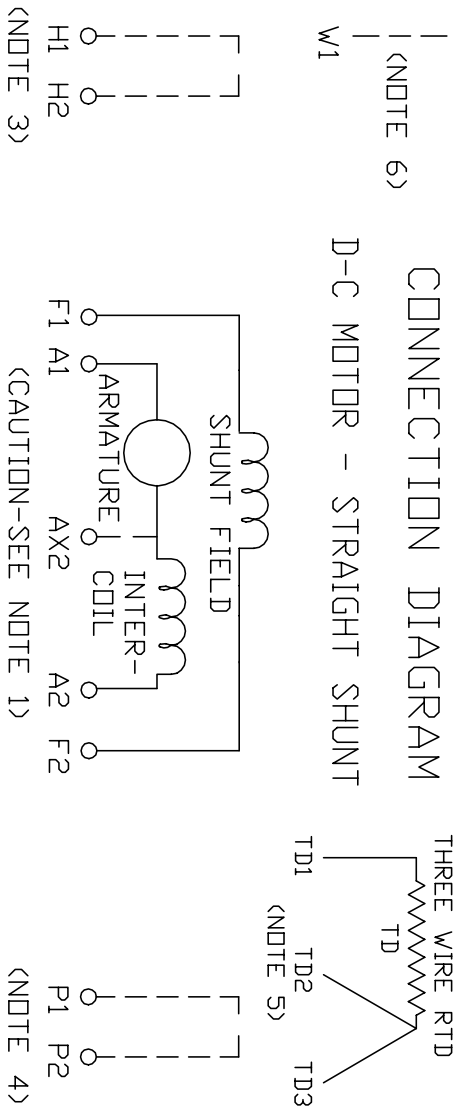 CONNECTION DIAGRAM
D-C MOTOR - STRAIGHT SHUNT
W1
(NOTE 6)
H1
H2
(NOTE 3)
SHUNT FIELD
ARMATURE
INTER-
COIL
F1
A1
AX2
A2
F2
(CAUTION-SEE NOTE 1)
THREE WIRE RTD
TD
TD1
TD2
TD3
(NOTE 5)
P1
P2
(NOTE 4)